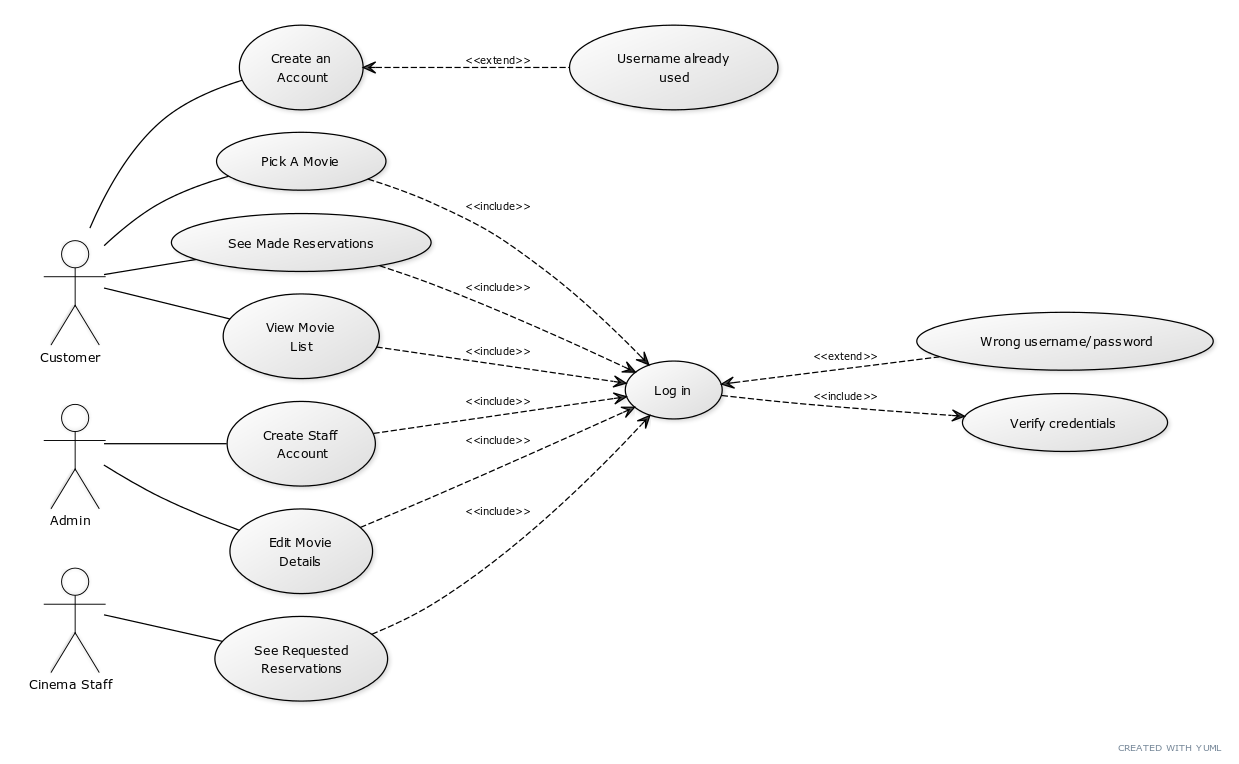 Create an
Account
<<extend>>
Username already
used
Pick A Movie
<<include>>
See Made Reservations
<<include>>
View Movie
List
<<include>>
Customer
Log in
<<extend>>
Wrong username/password
<<include>>
Verify credentials
Create Staff
Account
<<include>>
<<include>>
Admin
Edit Movie
Details
<<include>>
See Requested
Reservations
Cinema Staff
CREATED WITH YUML